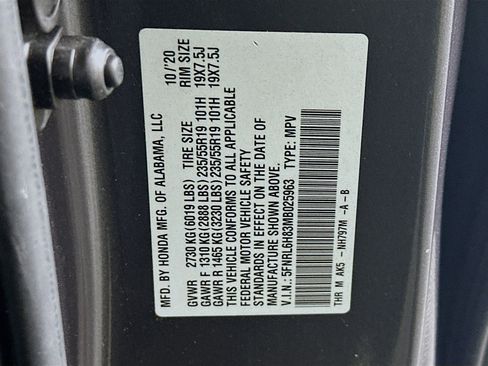 MFD. BY HONDA MFG. OF ALABAMA, LLC 10/'20
GVWR 2730 KG(6019 LBS) TIRE SIZE RIM SIZE
GAWR F 1310 KG(2888 LBS) 235/55R19 101H 19X7.5J
GAWR R 1465 KG(3230 LBS) 235/55R19 101H 19X7.5J
THIS VEHICLE CONFORMS TO ALL APPLICABLE
FEDERAL MOTOR VEHICLE SAFETY
STANDARDS IN EFFECT ON THE DATE OF
MANUFACTURE SHOWN ABOVE.
V.I.N.: 5FNRL6H83MB025963 TYPE: MPV
THR M AK5 - NH797M -A -B